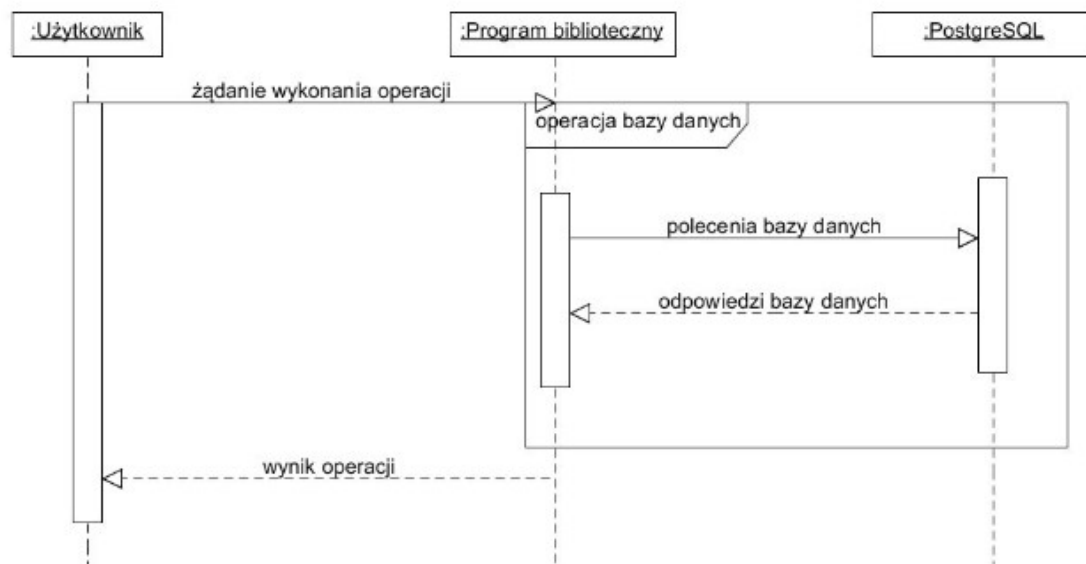 :Użytkownik
:Program biblioteczny
:PostgreSQL
żądanie wykonania operacji
operacja bazy danych
polecenia bazy danych
odpowiedzi bazy danych
wynik operacji